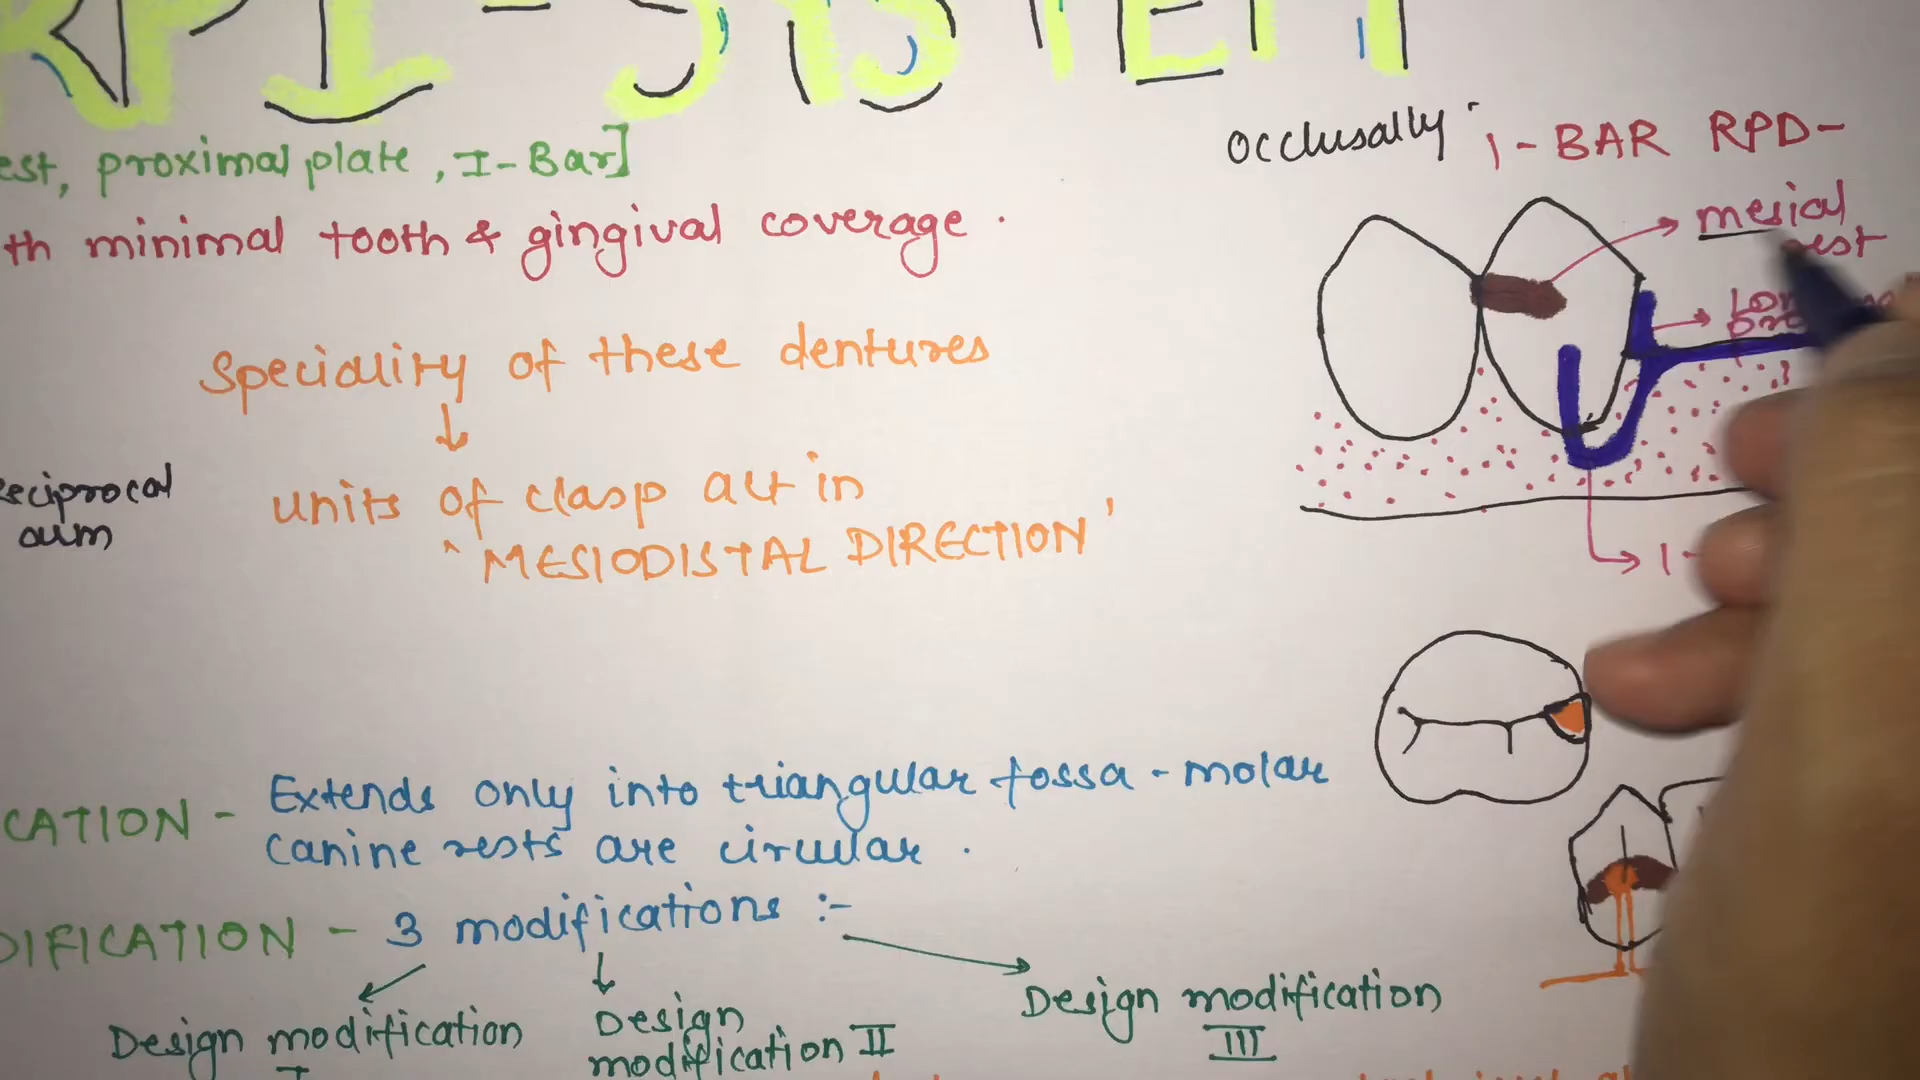 RPI-SYSTEM
est, proximal plate, I-Bar]
th minimal tooth & gingival coverage.
Speciality of these dentures
units of clasp act in
"MESIODISTAL DIRECTION'
eciprocal
arm
Occlusally
I-BAR RPD-
mesial
rest
CATION - Extends only into triangular fossa - molar
canine rests are circular.
DIFICATION - 3 modifications :-
Design modification
I
Design
modification II
Design modification
III